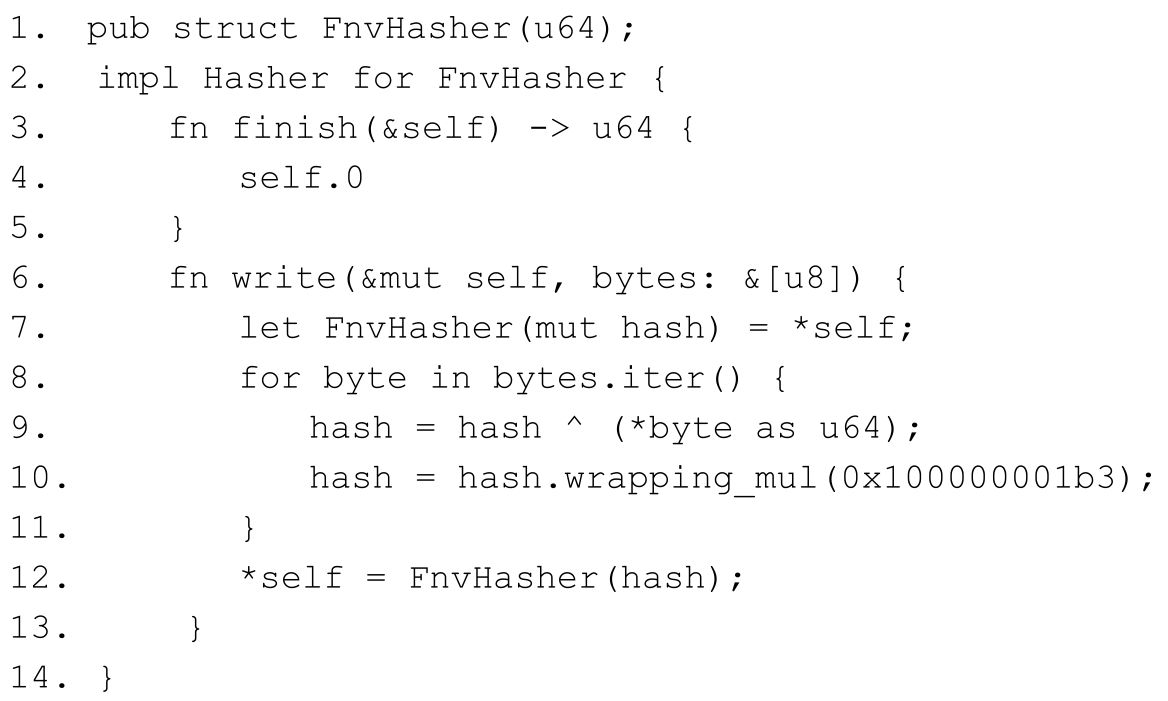 1. pub struct FnvHasher(u64);
2. impl Hasher for FnvHasher {
3. fn finish(&self) -> u64 {
4. self.0
5. }
6. fn write(&mut self, bytes: &[u8]) {
7. let FnvHasher(mut hash) = *self;
8. for byte in bytes.iter() {
9. hash = hash ^ (*byte as u64);
10. hash = hash.wrapping_mul(0x100000001b3);
11. }
12. *self = FnvHasher(hash);
13. }
14. }